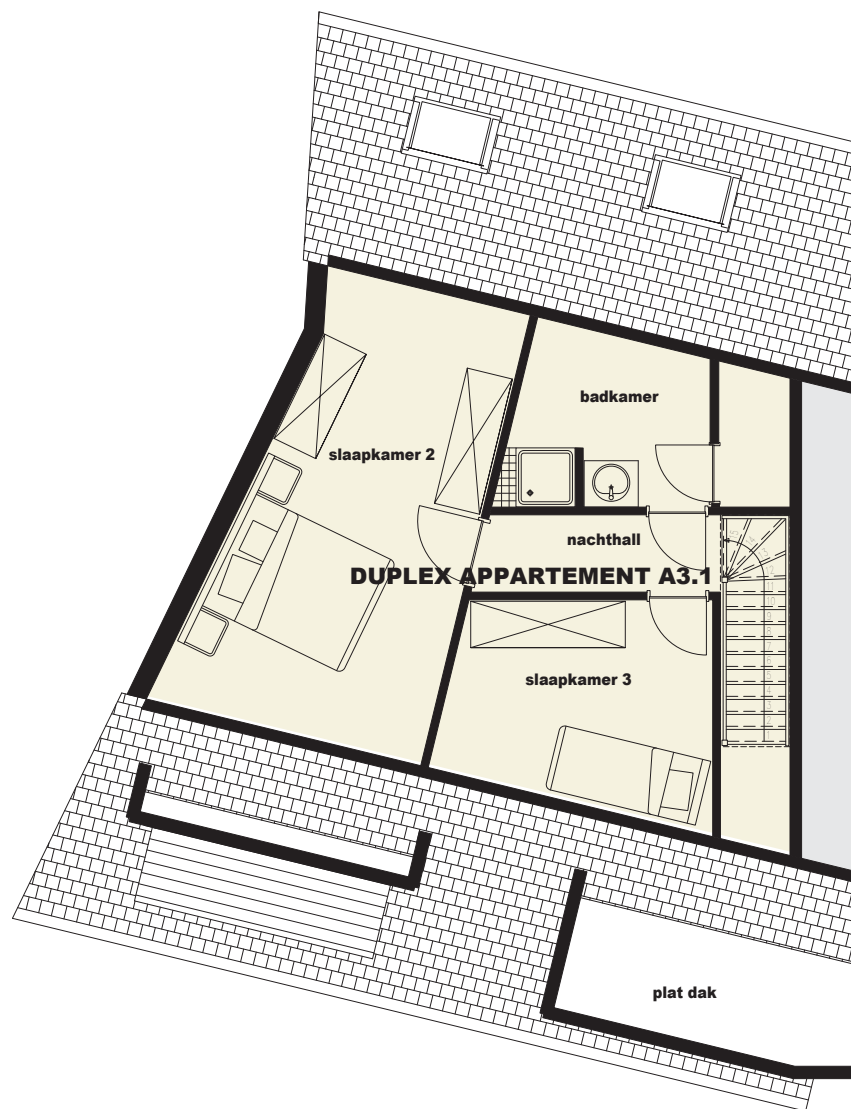 badkamer
slaapkamer 2
nachthall
DUPLEX APPARTEMENT A3.1
slaapkamer 3
plat dak